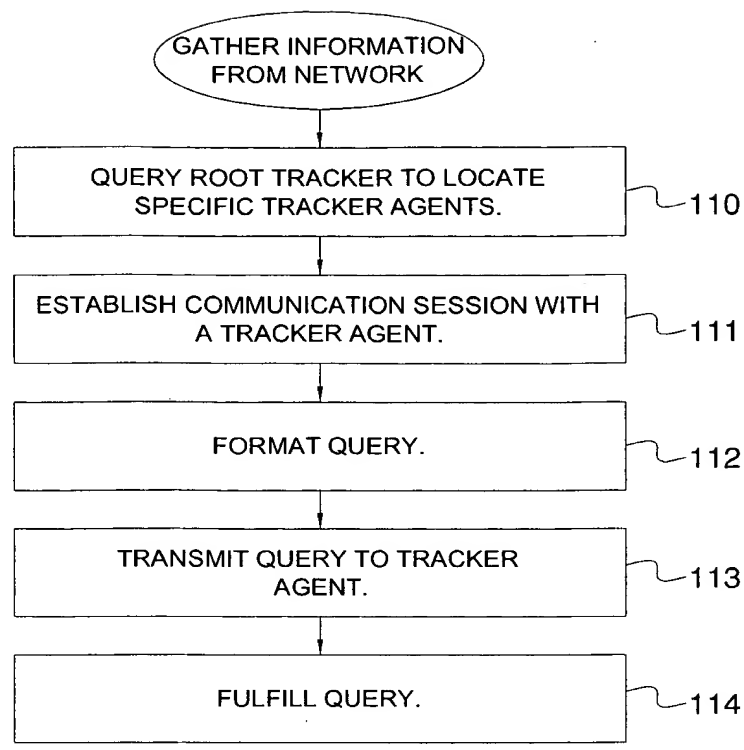 GATHER INFORMATION
FROM NETWORK
QUERY ROOT TRACKER TO LOCATE
SPECIFIC TRACKER AGENTS.
110
ESTABLISH COMMUNICATION SESSION WITH
A TRACKER AGENT.
111
FORMAT QUERY.
112
TRANSMIT QUERY TO TRACKER
AGENT.
113
FULFILL QUERY.
114